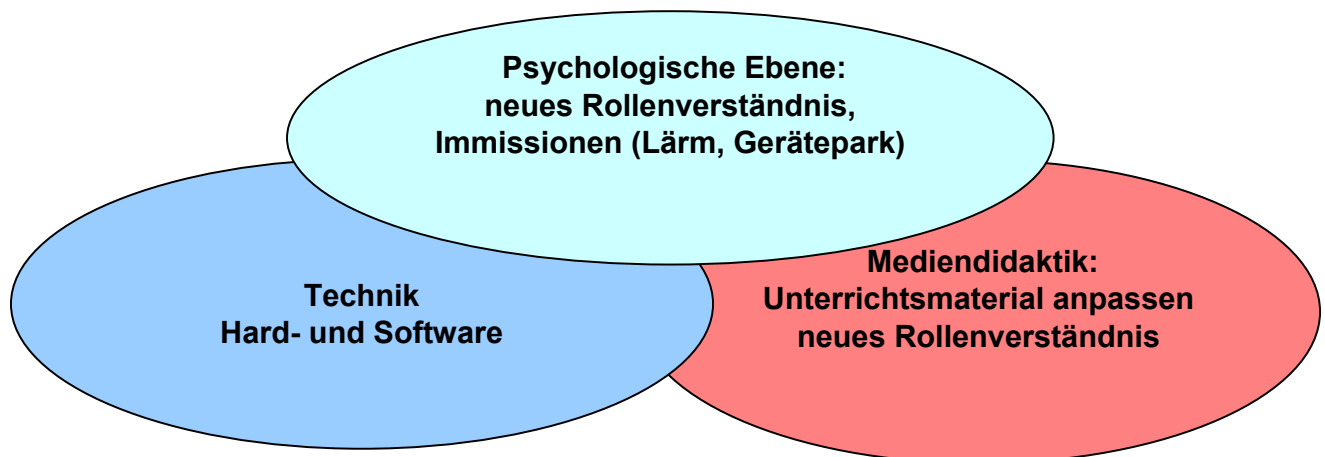 Psychologische Ebene:
neues Rollenverständnis,
Immissionen (Lärm, Gerätepark)
Technik
Hard- und Software
Mediendidaktik:
Unterrichtsmaterial anpassen
neues Rollenverständnis